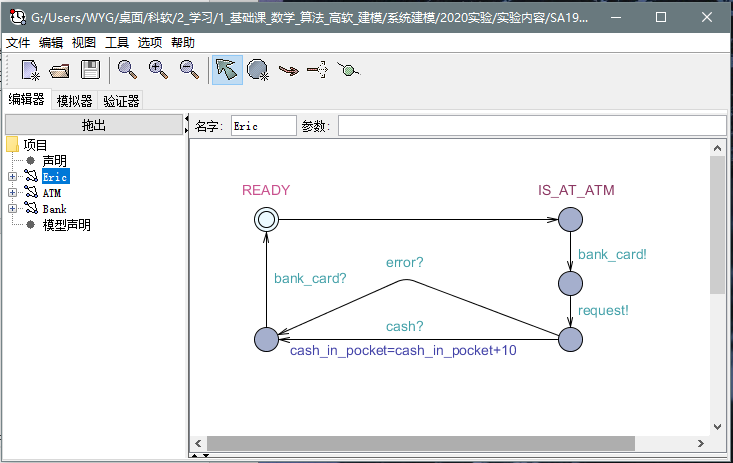 G:/Users/WYG/桌面/科软/2_学习/1_基础课_数学_算法_高软_建模/系统建模/2020实验/实验内容/SA19...
文件 编辑 视图 工具 选项 帮助
编辑器 模拟器 验证器
拖出
名字: Eric 参数:
项目
声明
Eric
ATM
Bank
模型声明
READY
IS_AT_ATM
bank_card!
error?
bank_card?
request!
cash?
cash_in_pocket=cash_in_pocket+10